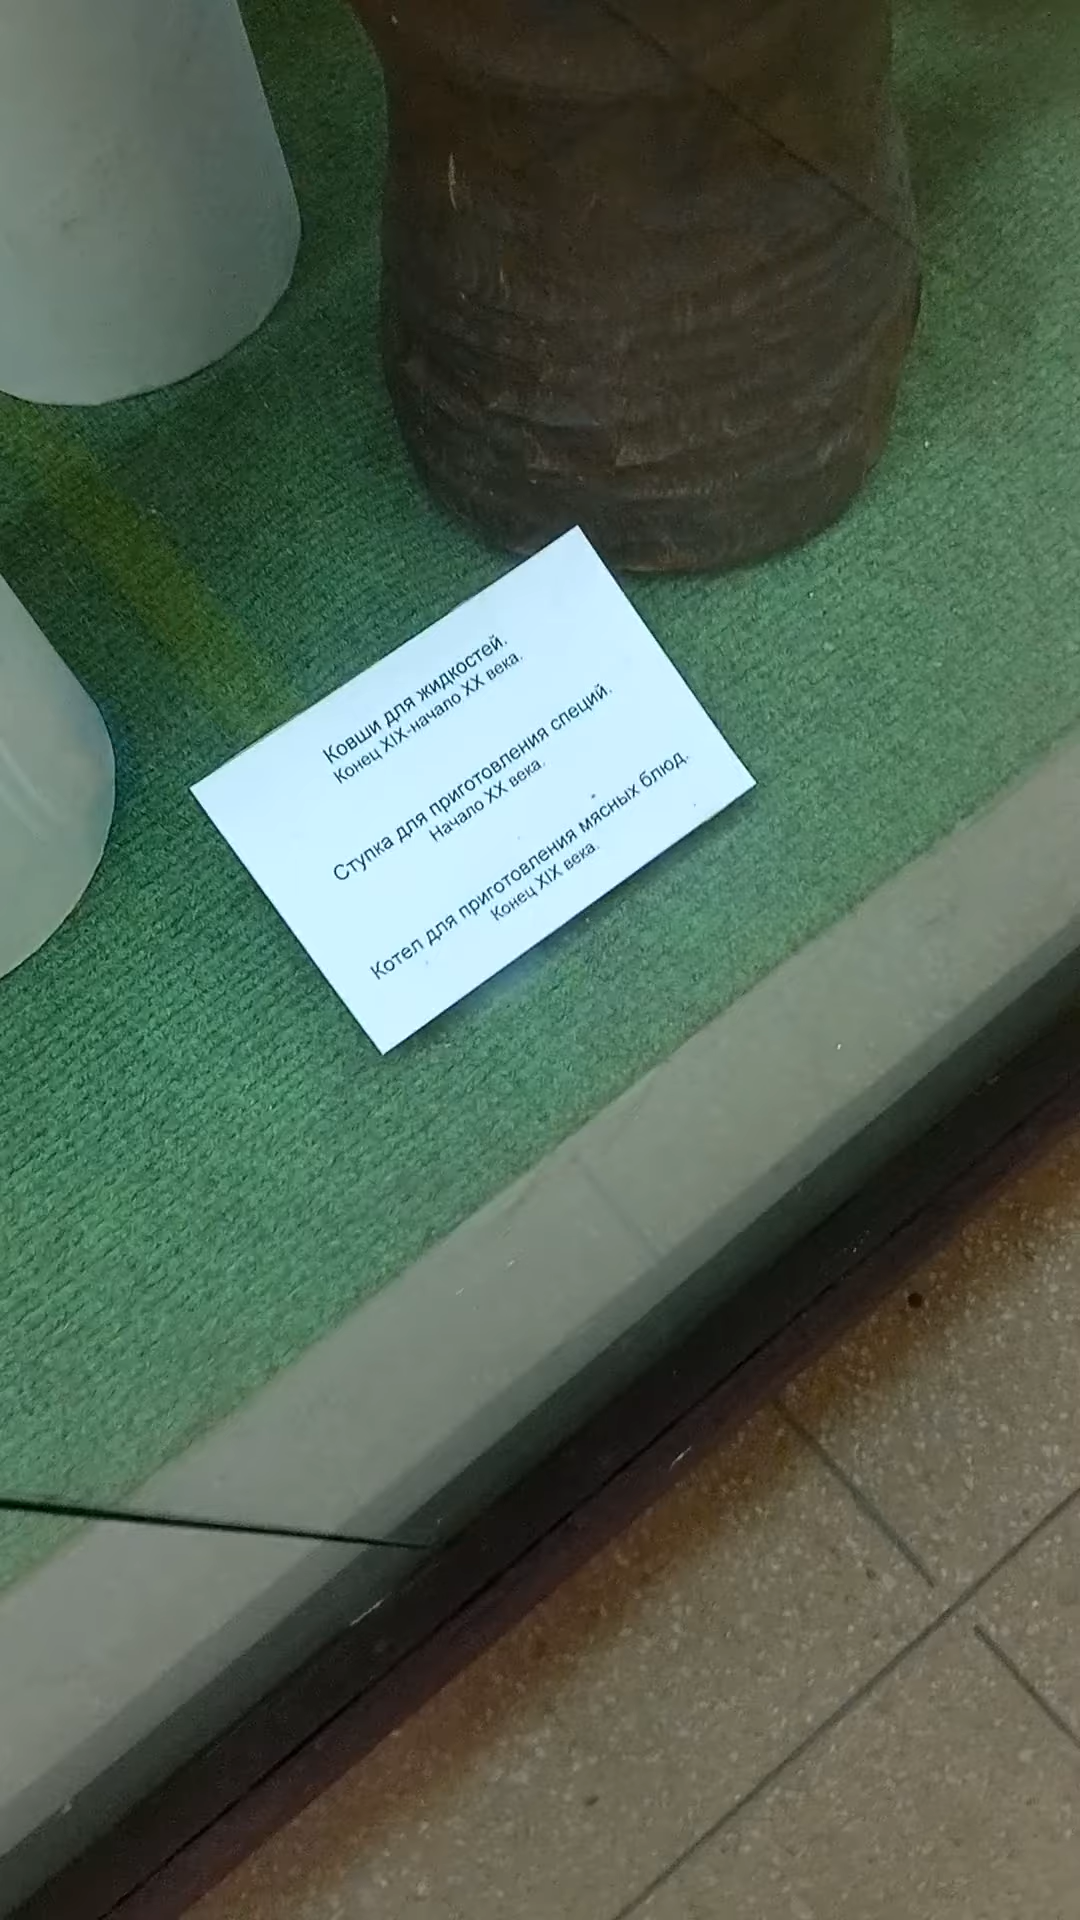 Ковши для жидкостей.
Конец XIX-начало XX века.
Ступка для приготовления специй.
Начало XX века.
Котел для приготовления мясных блюд.
Конец XIX века.